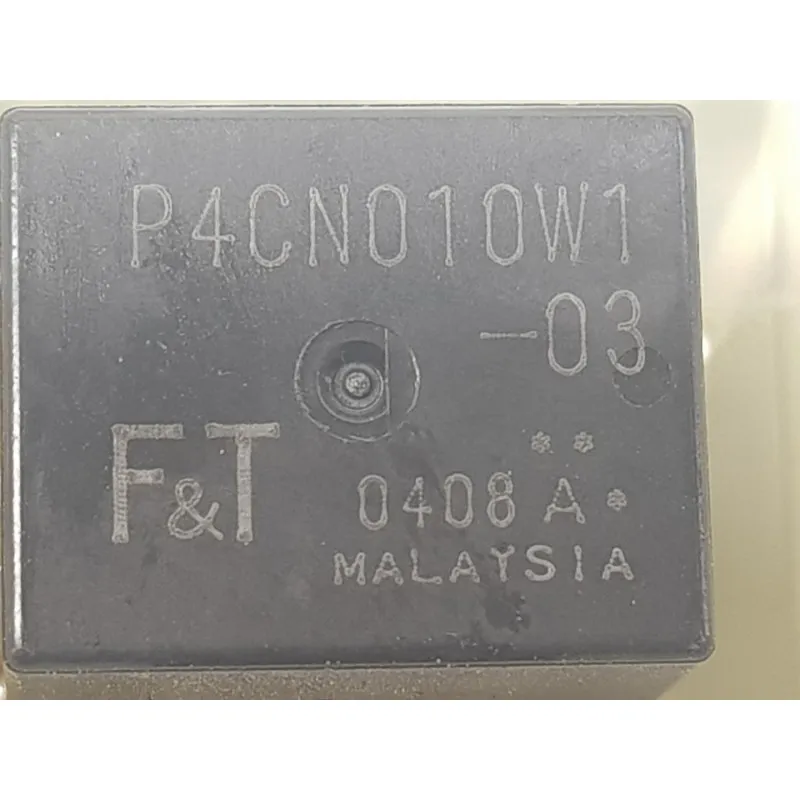 P4CN010W1
-03
F&T
**
0408 A*
MALAYSIA